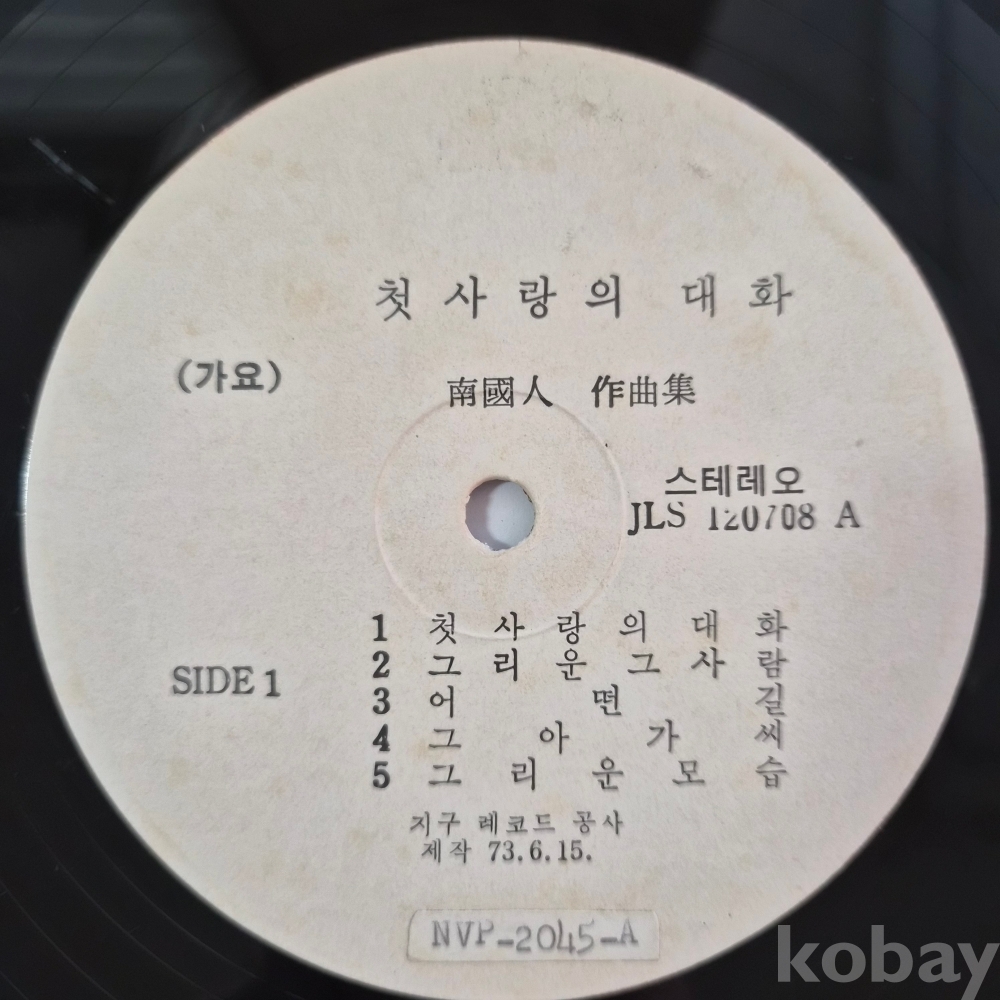 첫사랑의 대화
(가요)
南國人 作曲集
스테레오
JLS 120708 A
SIDE 1
1 첫사랑의대화
2 그리운그사람
3 어떤길
4 그아가씨
5 그리운모습
지구 레코드 공사
제작 73.6.15.
NVP-2045-A
kobay